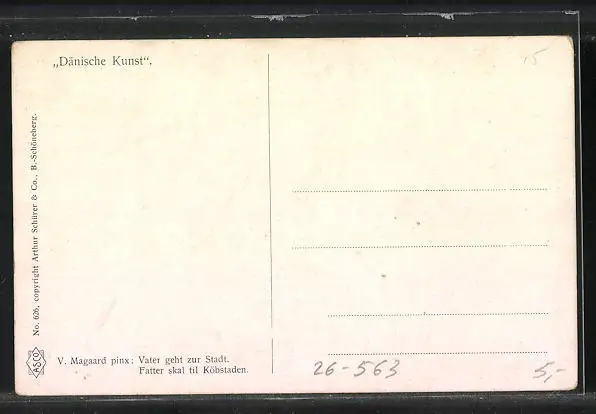 „Dänische Kunst“.
15
No. 626, copyright Arthur Schürer & Co., B.-Schöneberg.
ASCO
V. Magaard pinx: Vater geht zur Stadt.
Fatter skal til Köbstaden.
26-563
5,-